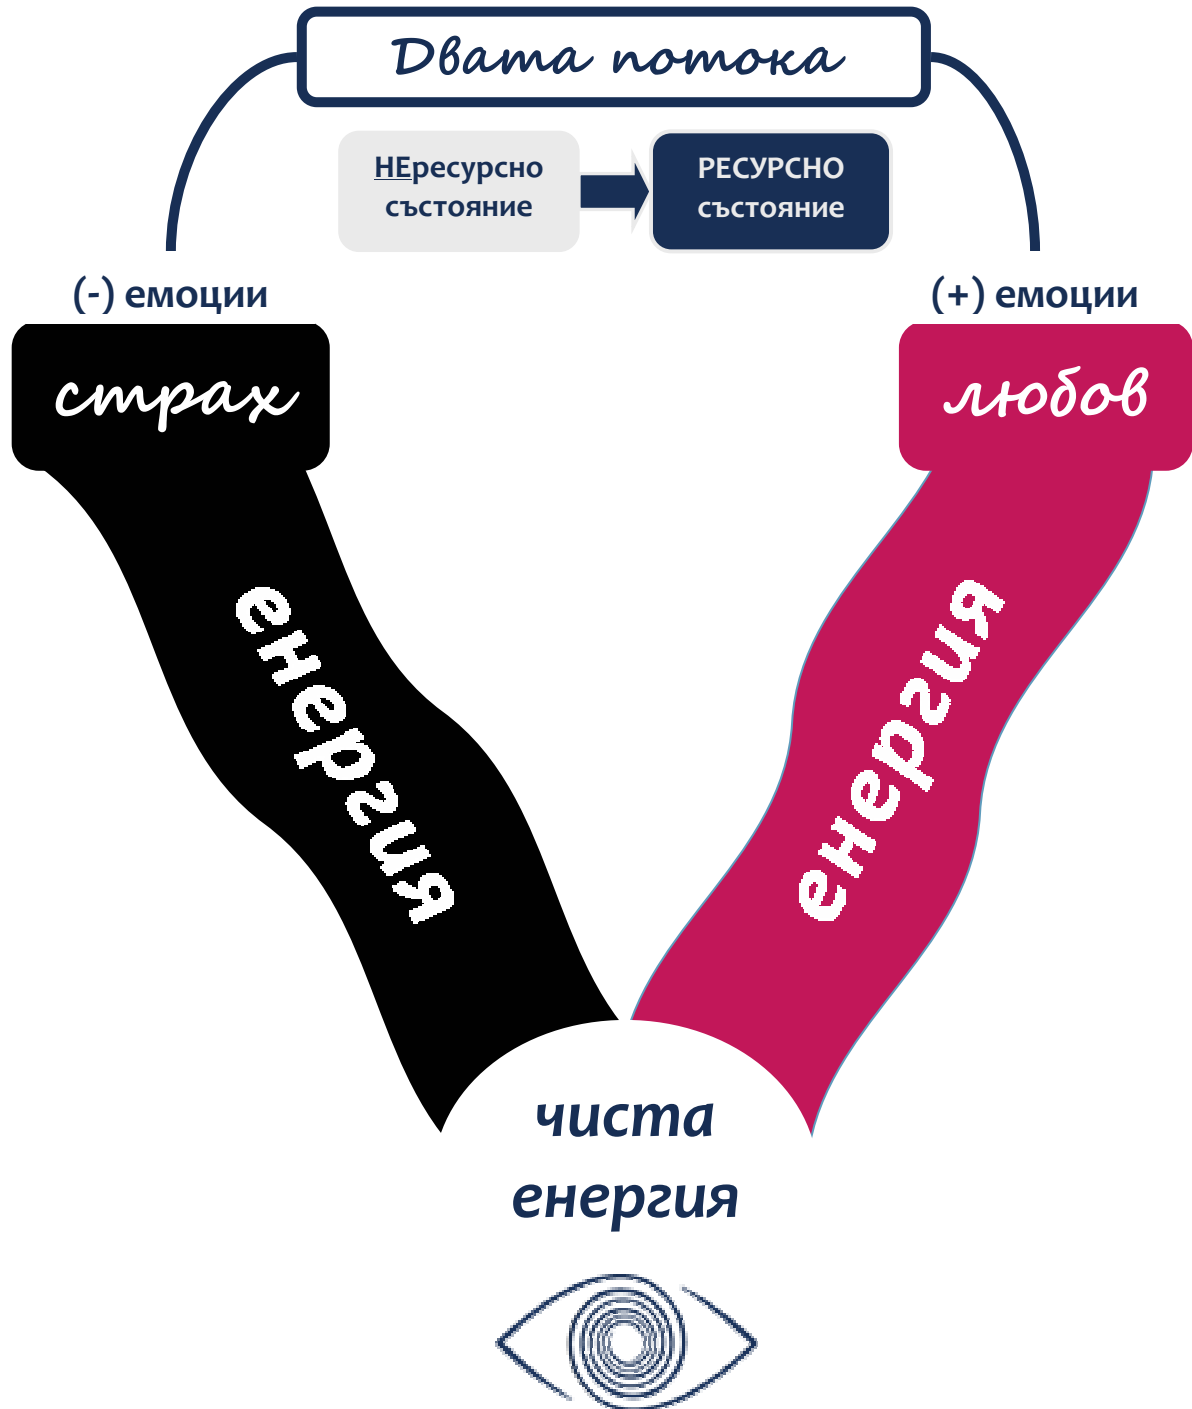 Двата потока
НЕресурсно
състояние
РЕСУРСНО
състояние
(-) емоции
(+) емоции
страх
любов
енергия
енергия
чиста
енергия